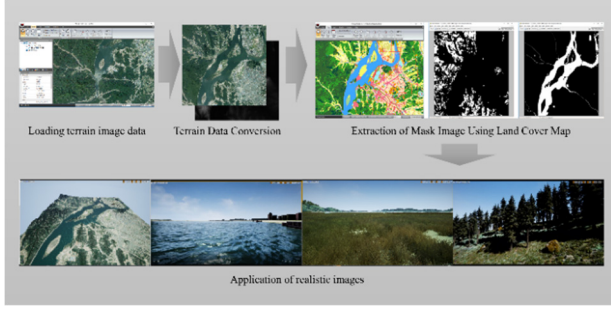 Loading terrain image data
Terrain Data Conversion
Extraction of Mask Image Using Land Cover Map
Application of realistic images